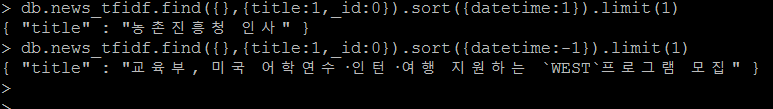 > db.news_tfidf.find({},{title:1,_id:0}).sort({datetime:1}).limit(1)
{ "title" : "농촌진흥청 인사" }
> db.news_tfidf.find({},{title:1,_id:0}).sort({datetime:-1}).limit(1)
{ "title" : "교육부, 미국 어학연수·인턴·여행 지원하는 `WEST`프로그램 모집" }
>
>